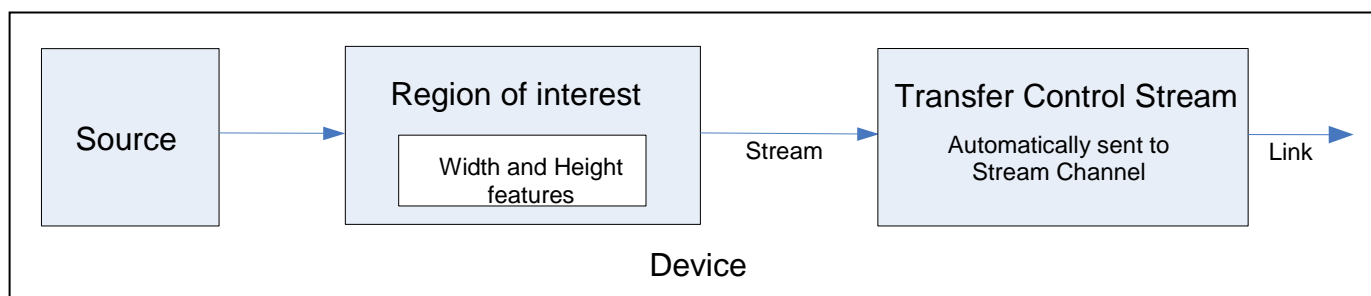 Source
Region of interest
Width and Height
features
Stream
Transfer Control Stream
Automatically sent to
Stream Channel
Link
Device